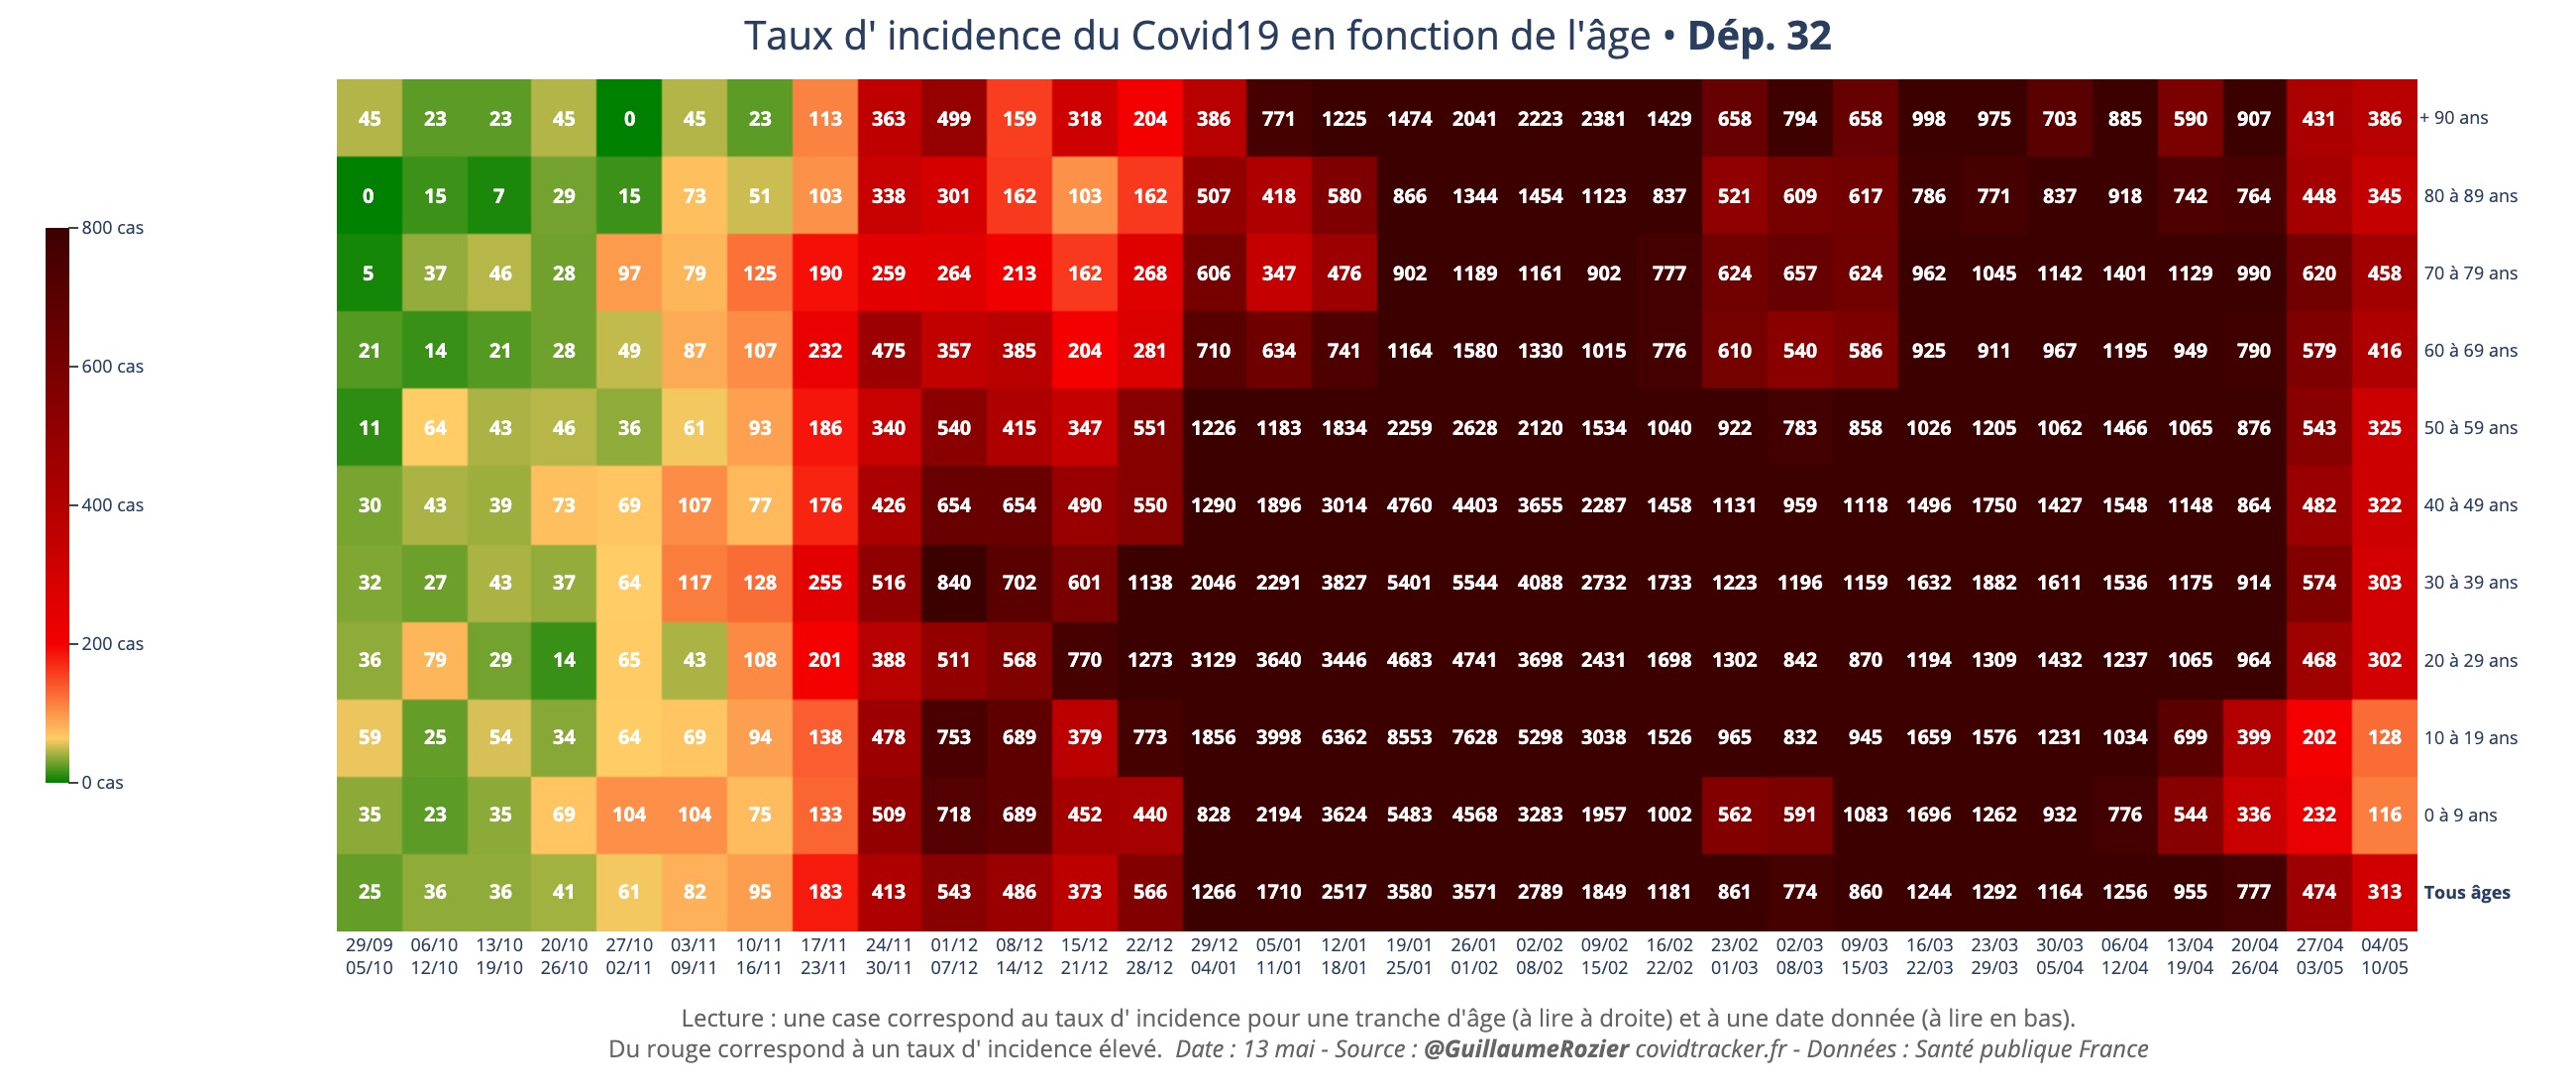 Taux d' incidence du Covid19 en fonction de l'âge • Dép. 32
800 cas
600 cas
400 cas
200 cas
0 cas
45 23 23 45 0 45 23 113 363 499 159 318 204 386 771 1225 1474 2041 2223 2381 1429 658 794 658 998 975 703 885 590 907 431 386 + 90 ans
0 15 7 29 15 73 51 103 338 301 162 103 162 507 418 580 866 1344 1454 1123 837 521 609 617 786 771 837 918 742 764 448 345 80 à 89 ans
5 37 46 28 97 79 125 190 259 264 213 162 268 606 347 476 902 1189 1161 902 777 624 657 624 962 1045 1142 1401 1129 990 620 458 70 à 79 ans
21 14 21 28 49 87 107 232 475 357 385 204 281 710 634 741 1164 1580 1330 1015 776 610 540 586 925 911 967 1195 949 790 579 416 60 à 69 ans
11 64 43 46 36 61 93 186 340 540 415 347 551 1226 1183 1834 2259 2628 2120 1534 1040 922 783 858 1026 1205 1062 1466 1065 876 543 325 50 à 59 ans
30 43 39 73 69 107 77 176 426 654 654 490 550 1290 1896 3014 4760 4403 3655 2287 1458 1131 959 1118 1496 1750 1427 1548 1148 864 482 322 40 à 49 ans
32 27 43 37 64 117 128 255 516 840 702 601 1138 2046 2291 3827 5401 5544 4088 2732 1733 1223 1196 1159 1632 1882 1611 1536 1175 914 574 303 30 à 39 ans
36 79 29 14 65 43 108 201 388 511 568 770 1273 3129 3640 3446 4683 4741 3698 2431 1698 1302 842 870 1194 1309 1432 1237 1065 964 468 302 20 à 29 ans
59 25 54 34 64 69 94 138 478 753 689 379 773 1856 3998 6362 8553 7628 5298 3038 1526 965 832 945 1659 1576 1231 1034 699 399 202 128 10 à 19 ans
35 23 35 69 104 104 75 133 509 718 689 452 440 828 2194 3624 5483 4568 3283 1957 1002 562 591 1083 1696 1262 932 776 544 336 232 116 0 à 9 ans
25 36 36 41 61 82 95 183 413 543 486 373 566 1266 1710 2517 3580 3571 2789 1849 1181 861 774 860 1244 1292 1164 1256 955 777 474 313 Tous âges
29/09 06/10 13/10 20/10 27/10 03/11 10/11 17/11 24/11 01/12 08/12 15/12 22/12 29/12 05/01 12/01 19/01 26/01 02/02 09/02 16/02 23/02 02/03 09/03 16/03 23/03 30/03 06/04 13/04 20/04 27/04 04/05
05/10 12/10 19/10 26/10 02/11 09/11 16/11 23/11 30/11 07/12 14/12 21/12 28/12 04/01 11/01 18/01 25/01 01/02 08/02 15/02 22/02 01/03 08/03 15/03 22/03 29/03 05/04 12/04 19/04 26/04 03/05 10/05
Lecture : une case correspond au taux d' incidence pour une tranche d'âge (à lire à droite) et à une date donnée (à lire en bas).
Du rouge correspond à un taux d' incidence élevé. Date : 13 mai - Source : @GuillaumeRozier covidtracker.fr - Données : Santé publique France